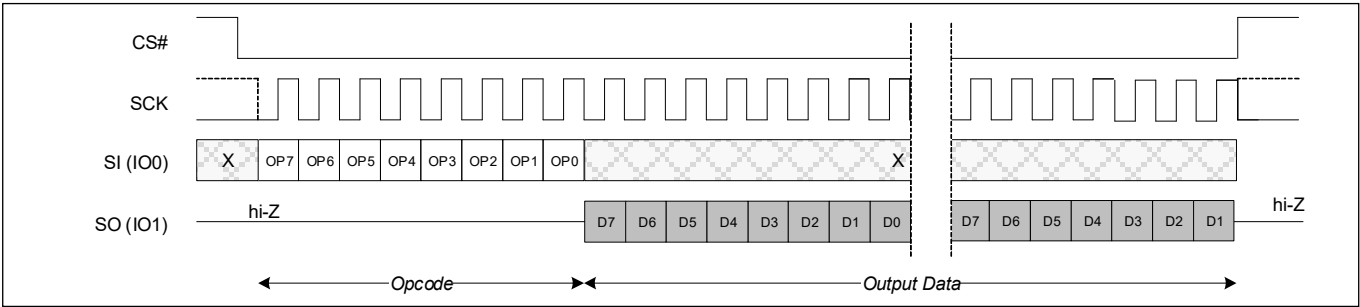 CS#
SCK
SI (IO0) X OP7 OP6 OP5 OP4 OP3 OP2 OP1 OP0 X
SO (IO1) hi-Z D7 D6 D5 D4 D3 D2 D1 D0 D7 D6 D5 D4 D3 D2 D1 hi-Z
Opcode Output Data